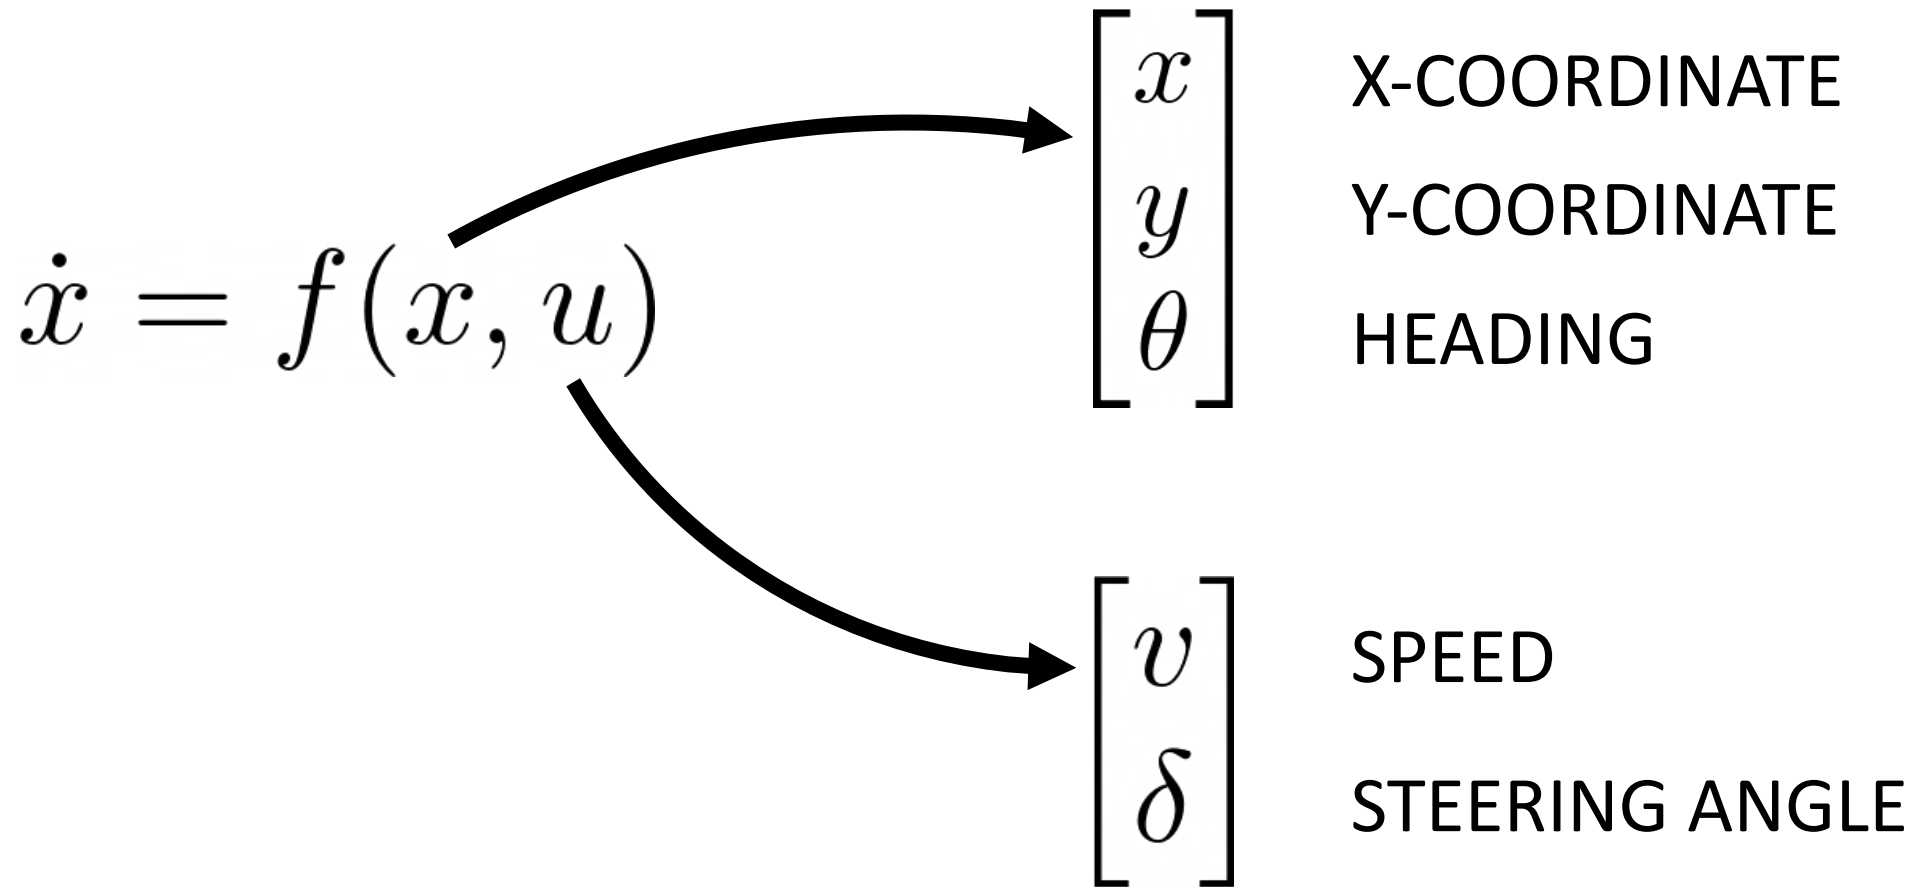 ẋ = f(x, u)
x X-COORDINATE
y Y-COORDINATE
θ HEADING
v SPEED
δ STEERING ANGLE